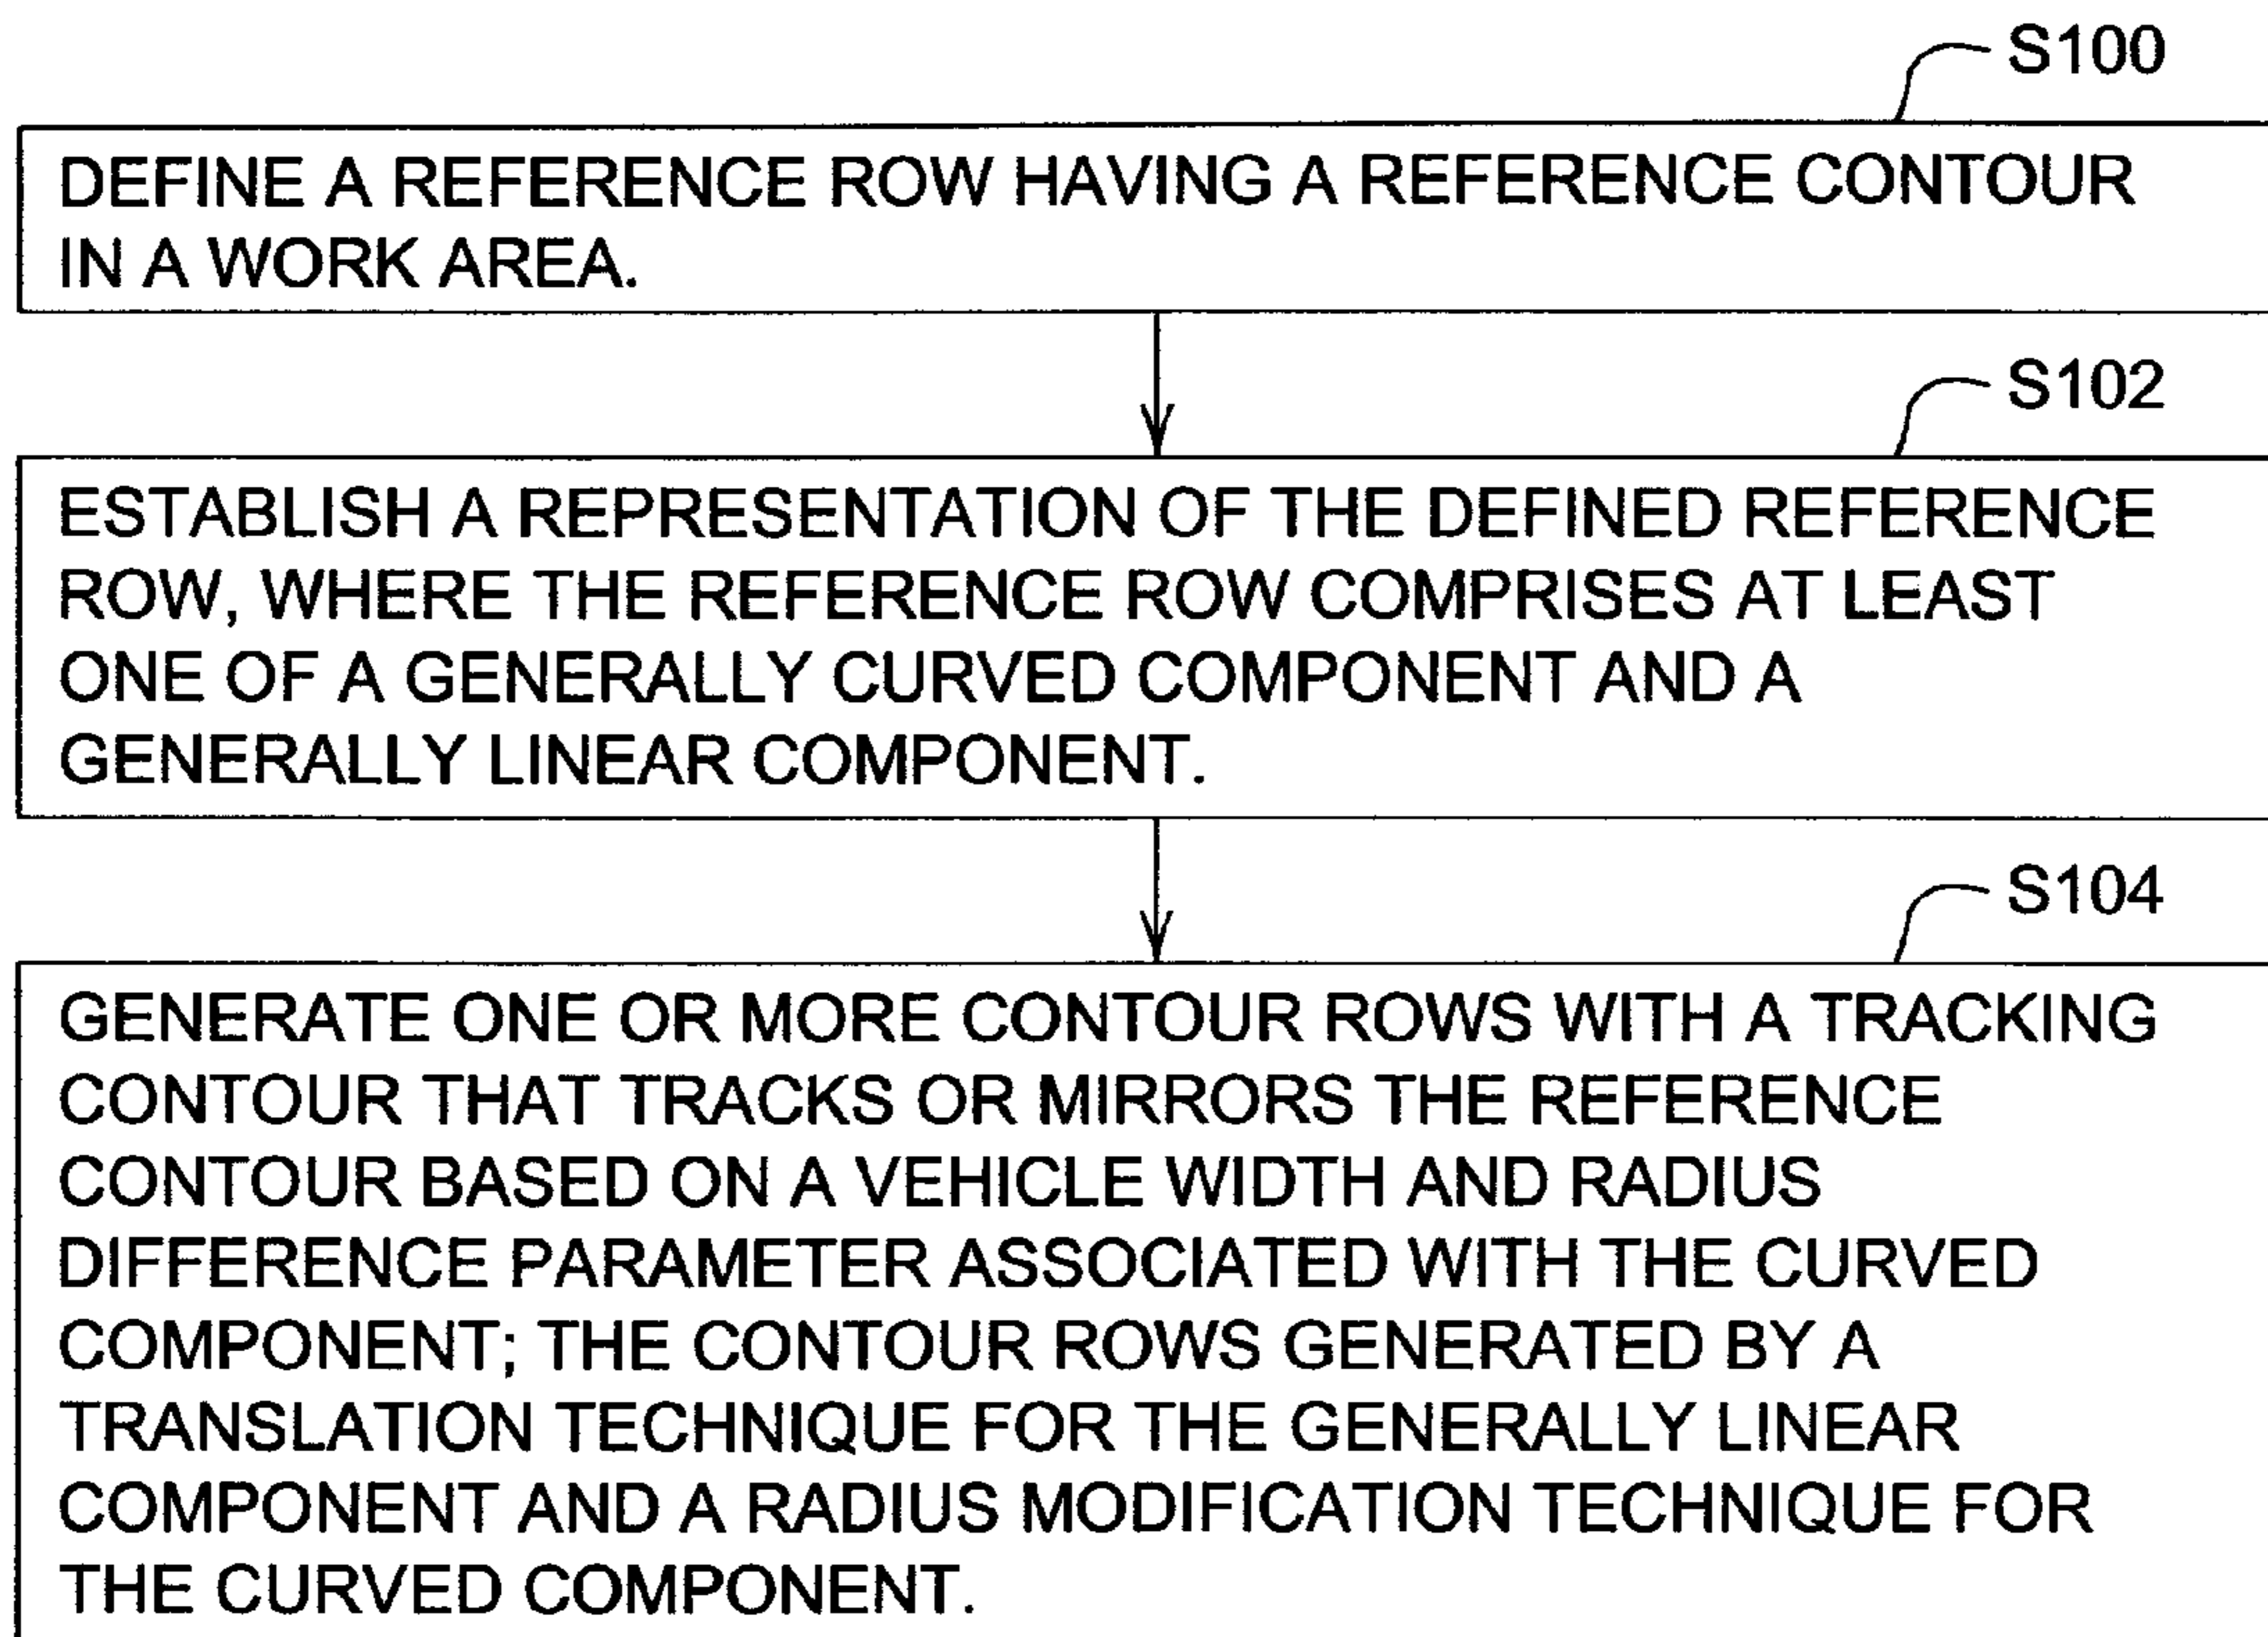 S100
DEFINE A REFERENCE ROW HAVING A REFERENCE CONTOUR
IN A WORK AREA.
S102
ESTABLISH A REPRESENTATION OF THE DEFINED REFERENCE
ROW, WHERE THE REFERENCE ROW COMPRISES AT LEAST
ONE OF A GENERALLY CURVED COMPONENT AND A
GENERALLY LINEAR COMPONENT.
S104
GENERATE ONE OR MORE CONTOUR ROWS WITH A TRACKING
CONTOUR THAT TRACKS OR MIRRORS THE REFERENCE
CONTOUR BASED ON A VEHICLE WIDTH AND RADIUS
DIFFERENCE PARAMETER ASSOCIATED WITH THE CURVED
COMPONENT; THE CONTOUR ROWS GENERATED BY A
TRANSLATION TECHNIQUE FOR THE GENERALLY LINEAR
COMPONENT AND A RADIUS MODIFICATION TECHNIQUE FOR
THE CURVED COMPONENT.